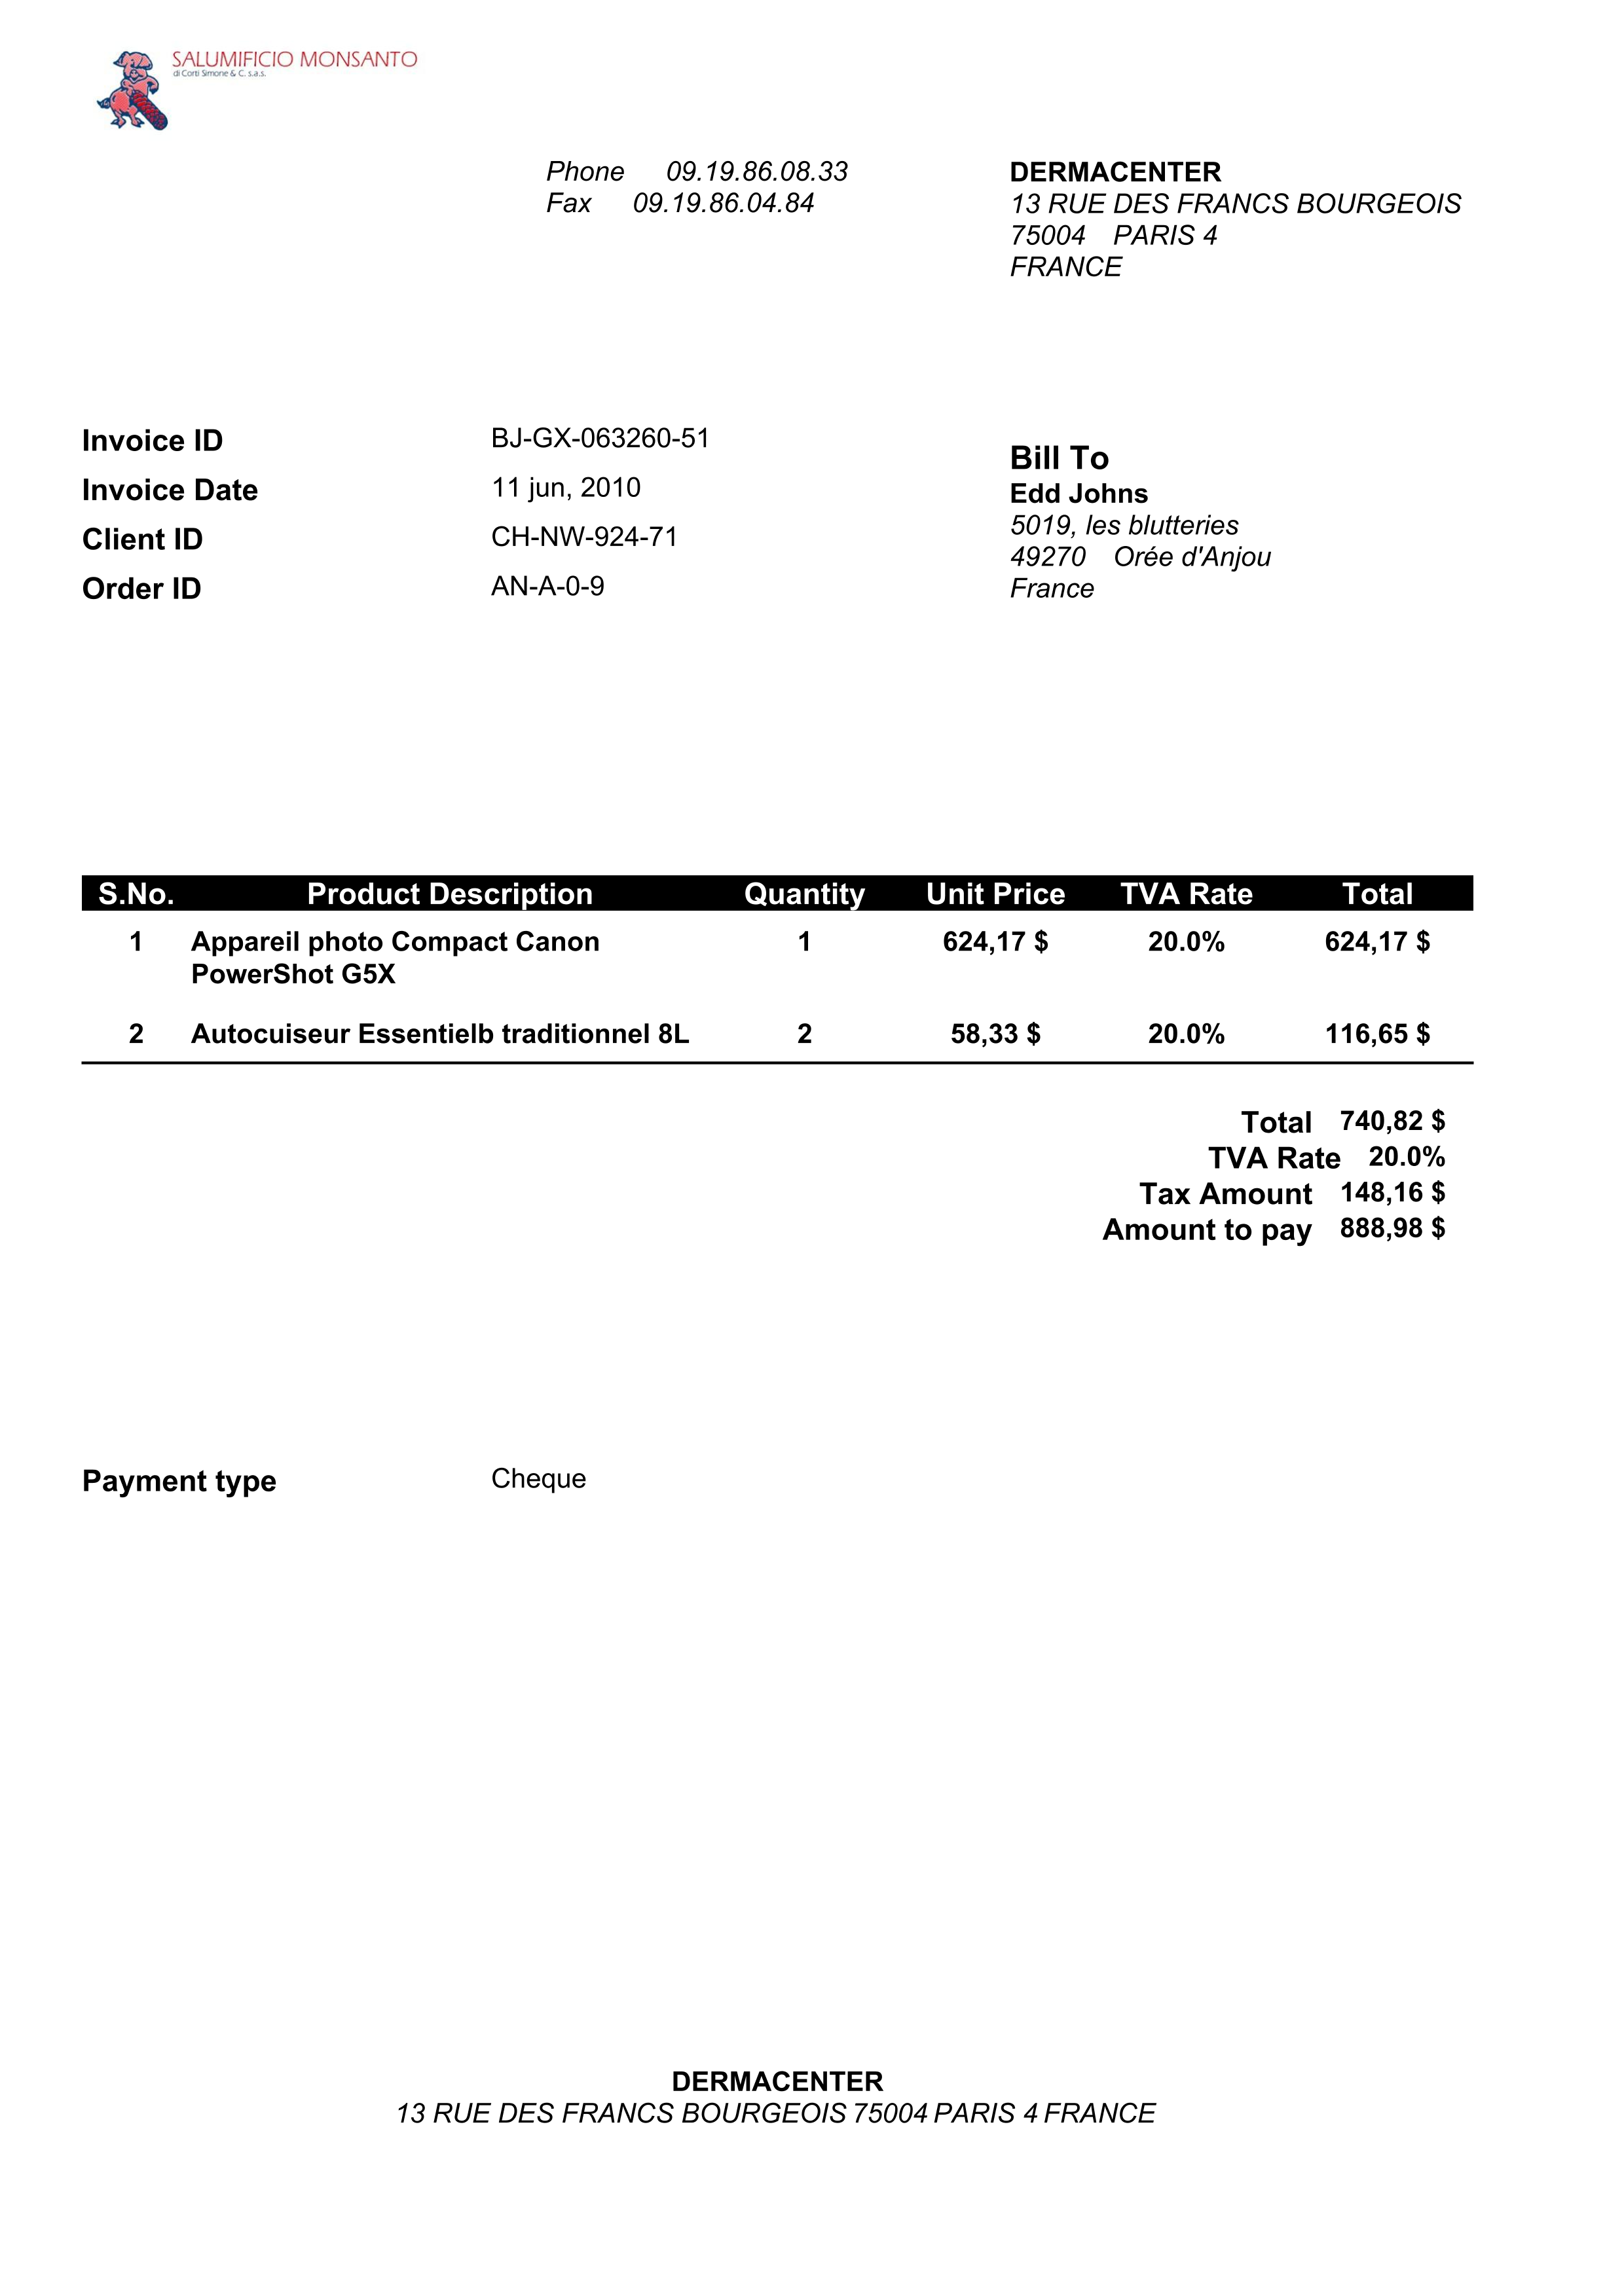 SALUMIFICIO MONSANTO
di Corti Simone & C. s.a.s.
Phone 09.19.86.08.33
Fax 09.19.86.04.84
DERMACENTER
13 RUE DES FRANCS BOURGEOIS
75004 PARIS 4
FRANCE
Invoice ID BJ-GX-063260-51
Invoice Date 11 jun, 2010
Client ID CH-NW-924-71
Order ID AN-A-0-9
Bill To
Edd Johns
5019, les blutteries
49270 Orée d'Anjou
France
S.No. Product Description Quantity Unit Price TVA Rate Total
1 Appareil photo Compact Canon 1 624,17 $ 20.0% 624,17 $
PowerShot G5X
2 Autocuiseur Essentielb traditionnel 8L 2 58,33 $ 20.0% 116,65 $
Total 740,82 $
TVA Rate 20.0%
Tax Amount 148,16 $
Amount to pay 888,98 $
Payment type Cheque
DERMACENTER
13 RUE DES FRANCS BOURGEOIS 75004 PARIS 4 FRANCE